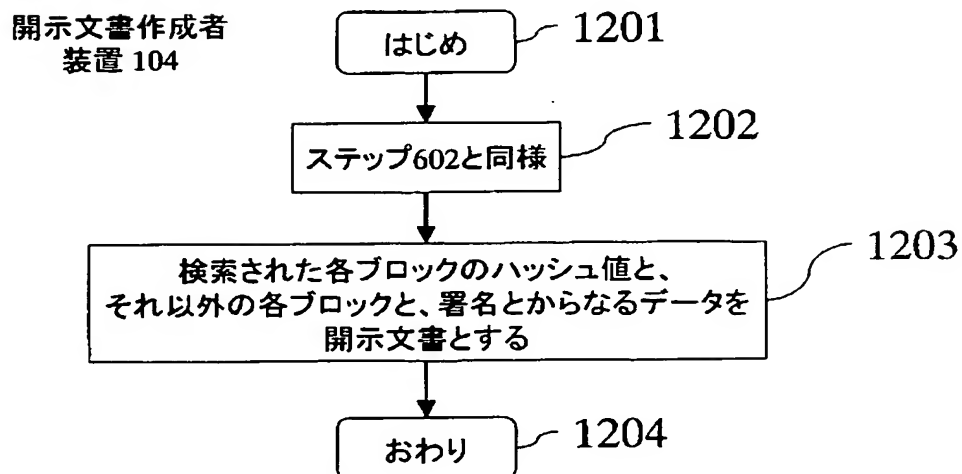 開示文書作成者
装置 104
はじめ
1201
ステップ602と同様
1202
検索された各ブロックのハッシュ値と、
それ以外の各ブロックと、署名とからなるデータを
開示文書とする
1203
おわり
1204